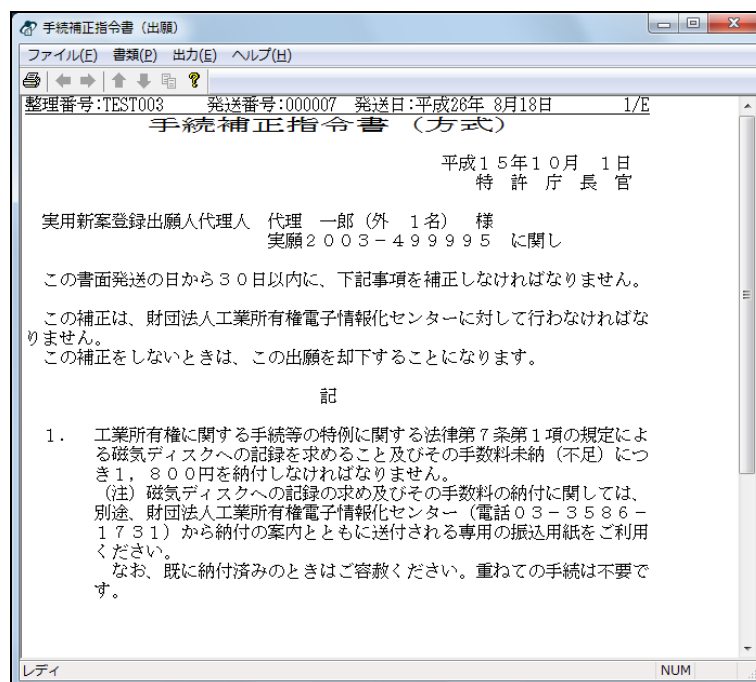 手続補正指令書（出願）
ファイル(F) 書類(P) 出力(E) ヘルプ(H)
整理番号:TEST003 発送番号:000007 発送日:平成26年 8月18日 1/E
手続補正指令書（方式）
平成１５年１０月 １日
特 許 庁 長 官
実用新案登録出願人代理人 代理 一郎（外 １名） 様
実願２００３－４９９９９５ に関し
この書面発送の日から３０日以内に、下記事項を補正しなければなりません。
この補正は、財団法人工業所有権電子情報化センターに対して行わなければな
りません。
この補正をしないときは、この出願を却下することになります。
記
１． 工業所有権に関する手続等の特例に関する法律第７条第１項の規定によ
る磁気ディスクへの記録を求めること及びその手数料未納（不足）につ
き１，８００円を納付しなければなりません。
（注）磁気ディスクへの記録の求め及びその手数料の納付に関しては、
別途、財団法人工業所有権電子情報化センター（電話０３－３５８６－
１７３１）から納付の案内とともに送付される専用の振込用紙をご利用
ください。
なお、既に納付済みのときはご容赦ください。重ねての手続は不要で
す。
レディ NUM